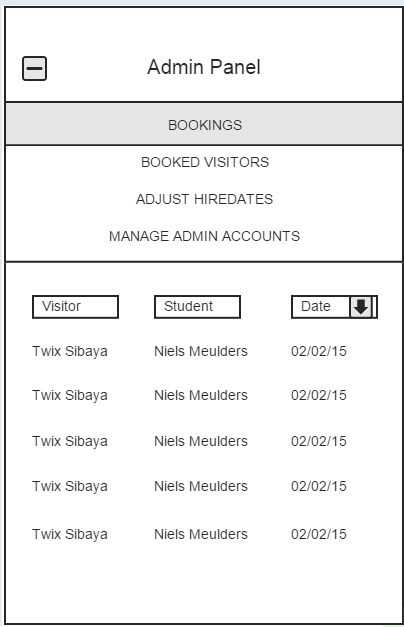 Admin Panel
BOOKINGS
BOOKED VISITORS
ADJUST HIREDATES
MANAGE ADMIN ACCOUNTS
Visitor Student Date
Twix Sibaya Niels Meulders 02/02/15
Twix Sibaya Niels Meulders 02/02/15
Twix Sibaya Niels Meulders 02/02/15
Twix Sibaya Niels Meulders 02/02/15
Twix Sibaya Niels Meulders 02/02/15